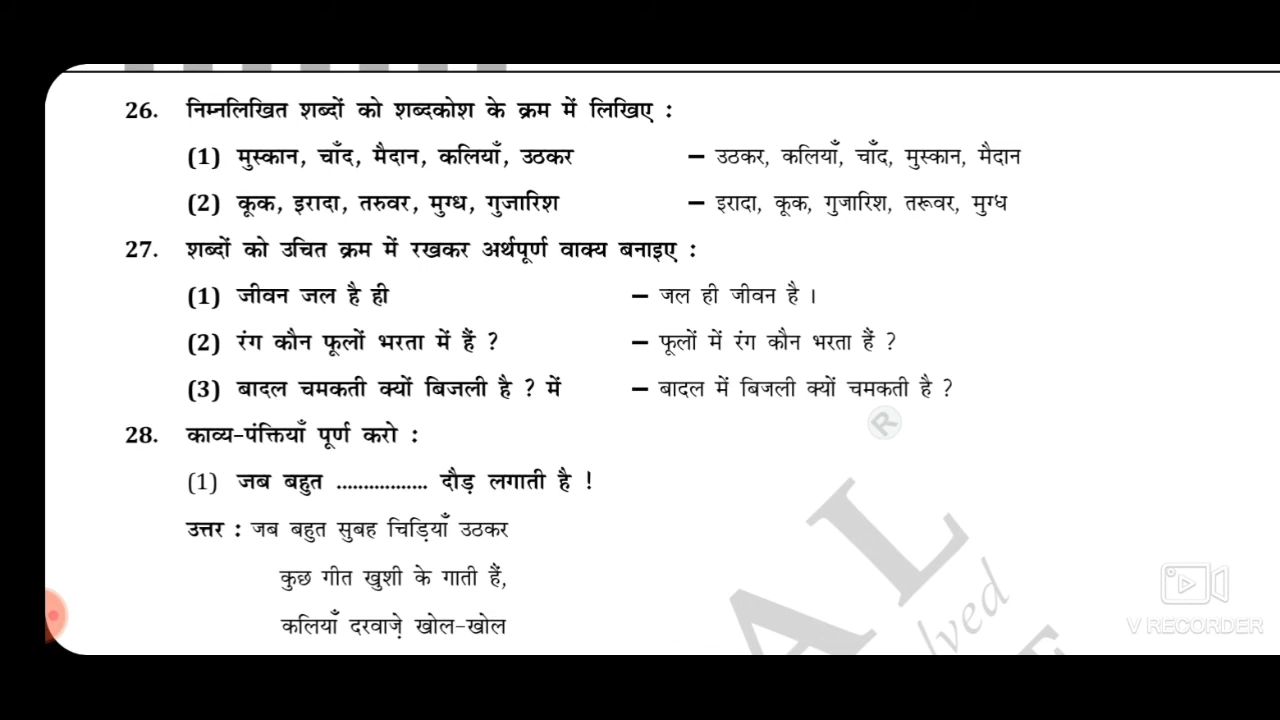 26. निम्नलिखित शब्दों को शब्दकोश के क्रम में लिखिए :
(1) मुस्कान, चाँद, मैदान, कलियाँ, उठकर – उठकर, कलियाँ, चाँद, मुस्कान, मैदान
(2) कूक, इरादा, तरुवर, मुग्ध, गुजारिश – इरादा, कूक, गुजारिश, तरूवर, मुग्ध
27. शब्दों को उचित क्रम में रखकर अर्थपूर्ण वाक्य बनाइए :
(1) जीवन जल है ही – जल ही जीवन है ।
(2) रंग कौन फूलों भरता में हैं ? – फूलों में रंग कौन भरता हैं ?
(3) बादल चमकती क्यों बिजली है ? में – बादल में बिजली क्यों चमकती है ?
28. काव्य-पंक्तियाँ पूर्ण करो :
(1) जब बहुत ................. दौड़ लगाती है !
उत्तर : जब बहुत सुबह चिड़ियाँ उठकर
कुछ गीत खुशी के गाती हैं,
कलियाँ दरवाज़े खोल-खोल
®
V RECORDER